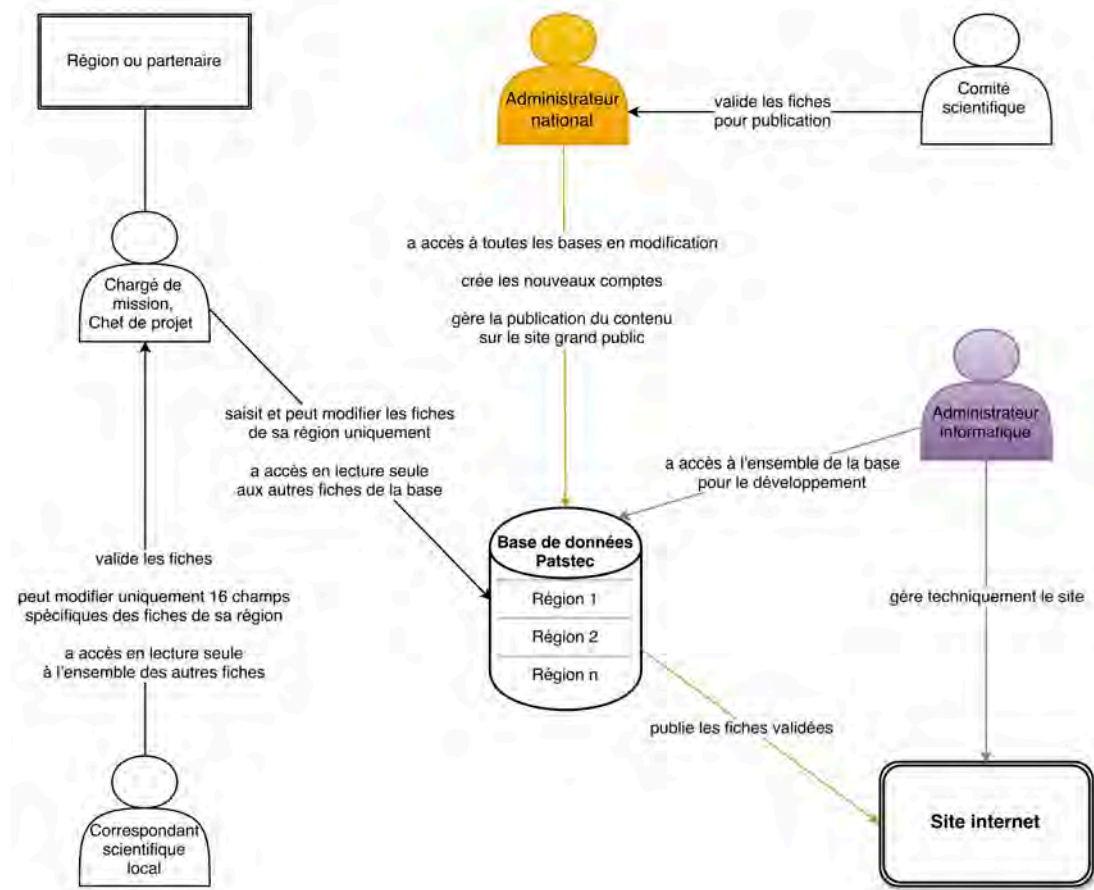 Région ou partenaire
Administrateur
national
valide les fiches
pour publication
Comité
scientifique
Chargé de
mission,
Chef de projet
a accès à toutes les bases en modification
crée les nouveaux comptes
gère la publication du contenu
sur le site grand public
saisit et peut modifier les fiches
de sa région uniquement
a accès en lecture seule
aux autres fiches de la base
Administrateur
informatique
a accès à l'ensemble de la base
pour le développement
valide les fiches
peut modifier uniquement 16 champs
spécifiques des fiches de sa région
a accès en lecture seule
à l'ensemble des autres fiches
Base de données
Patstec
Région 1
Région 2
Région n
gère techniquement le site
publie les fiches validées
Correspondant
scientifique
local
Site internet